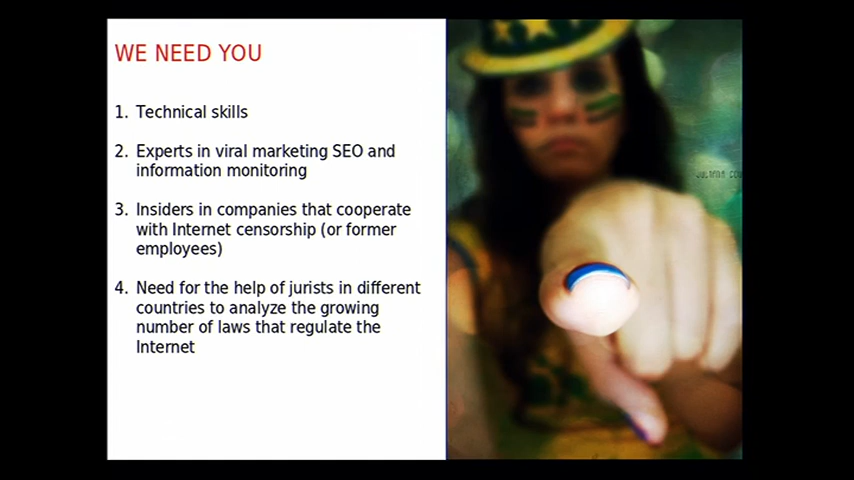 WE NEED YOU
1. Technical skills
2. Experts in viral marketing SEO and
information monitoring
3. Insiders in companies that cooperate
with Internet censorship (or former
employees)
4. Need for the help of jurists in different
countries to analyze the growing
number of laws that regulate the
Internet
JULIANA